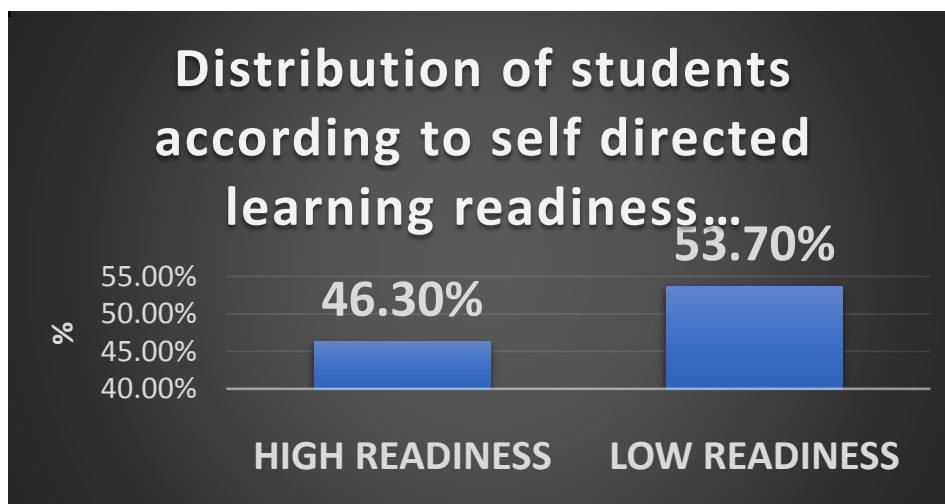 Distribution of students
according to self directed
learning readiness…
53.70%
46.30%
55.00%
50.00%
45.00%
40.00%
%
HIGH READINESS
LOW READINESS